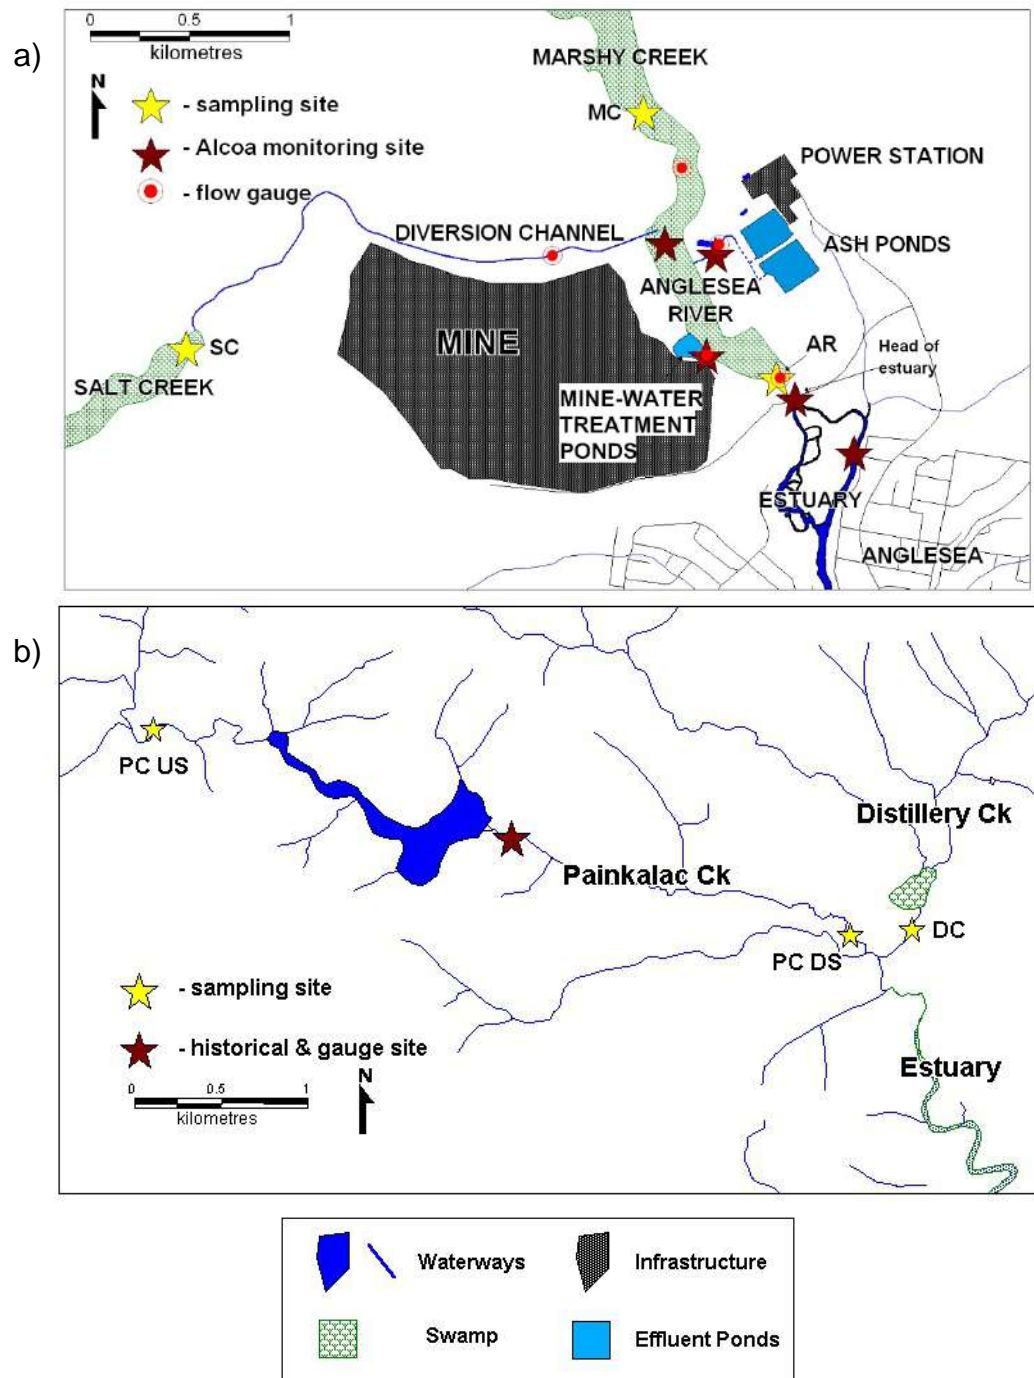 a)
0 0.5 1
kilometres
N
- sampling site
- Alcoa monitoring site
- flow gauge
MARSHY CREEK
MC
POWER STATION
DIVERSION CHANNEL
ASH PONDS
ANGLESEA
RIVER
MINE
SC
SALT CREEK
AR
Head of
estuary
MINE-WATER
TREATMENT
PONDS
ESTUARY
ANGLESEA
b)
PC US
Distillery Ck
Painkalac Ck
DC
PC DS
- sampling site
- historical & gauge site
N
0 0.5 1
kilometres
Estuary
Waterways
Infrastructure
Swamp
Effluent Ponds